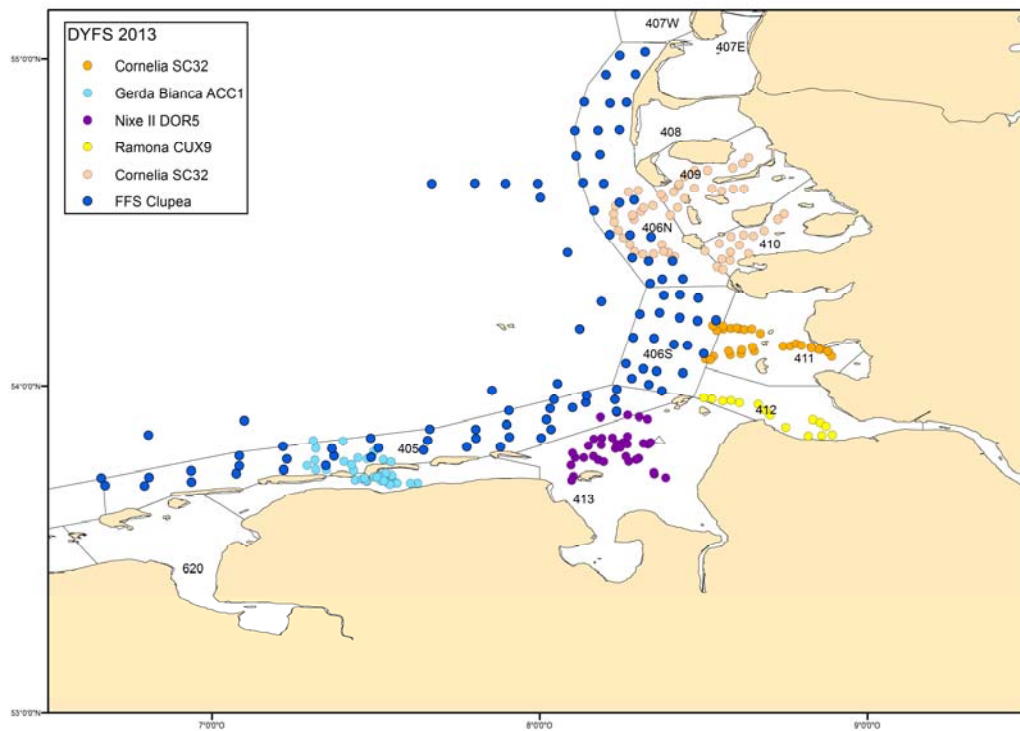 407W
DYFS 2013
407E
55°0'0"N
Cornelia SC32
Gerda Bianca ACC1
Nixe II DOR5
408
Ramona CUX9
Cornelia SC32
409
FFS Clupea
406N
410
406S
411
54°0'0"N
412
405
413
620
53°0'0"N
7°0'0"O
8°0'0"O
9°0'0"O